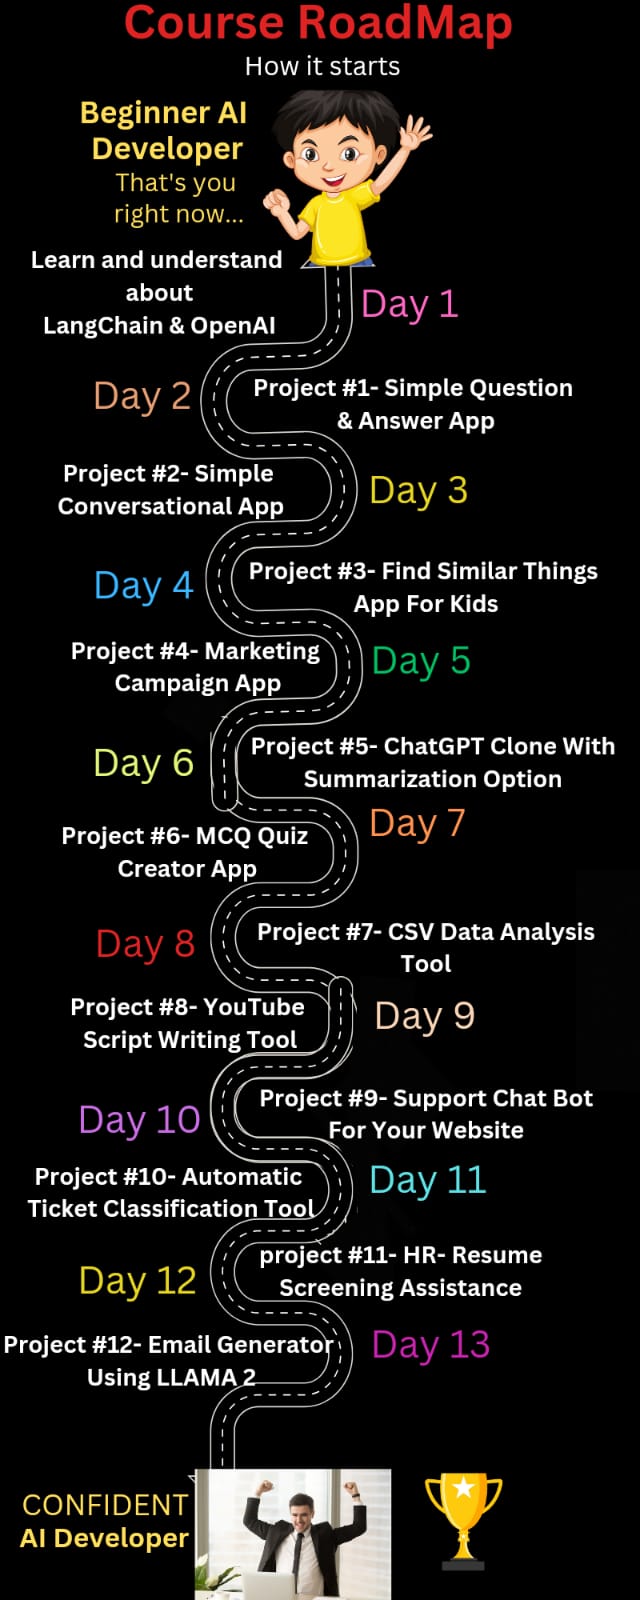 Course RoadMap
How it starts
Beginner AI
Developer
That's you
right now...
Learn and understand
about
LangChain & OpenAI
Day 1
Day 2
Project #1- Simple Question
& Answer App
Project #2- Simple
Conversational App
Day 3
Day 4
Project #3- Find Similar Things
App For Kids
Project #4- Marketing
Campaign App
Day 5
Day 6
Project #5- ChatGPT Clone With
Summarization Option
Day 7
Project #6- MCQ Quiz
Creator App
Day 8
Project #7- CSV Data Analysis
Tool
Project #8- YouTube
Script Writing Tool
Day 9
Day 10
Project #9- Support Chat Bot
For Your Website
Project #10- Automatic
Ticket Classification Tool
Day 11
Day 12
project #11- HR- Resume
Screening Assistance
Project #12- Email Generator
Using LLAMA 2
Day 13
CONFIDENT
AI Developer